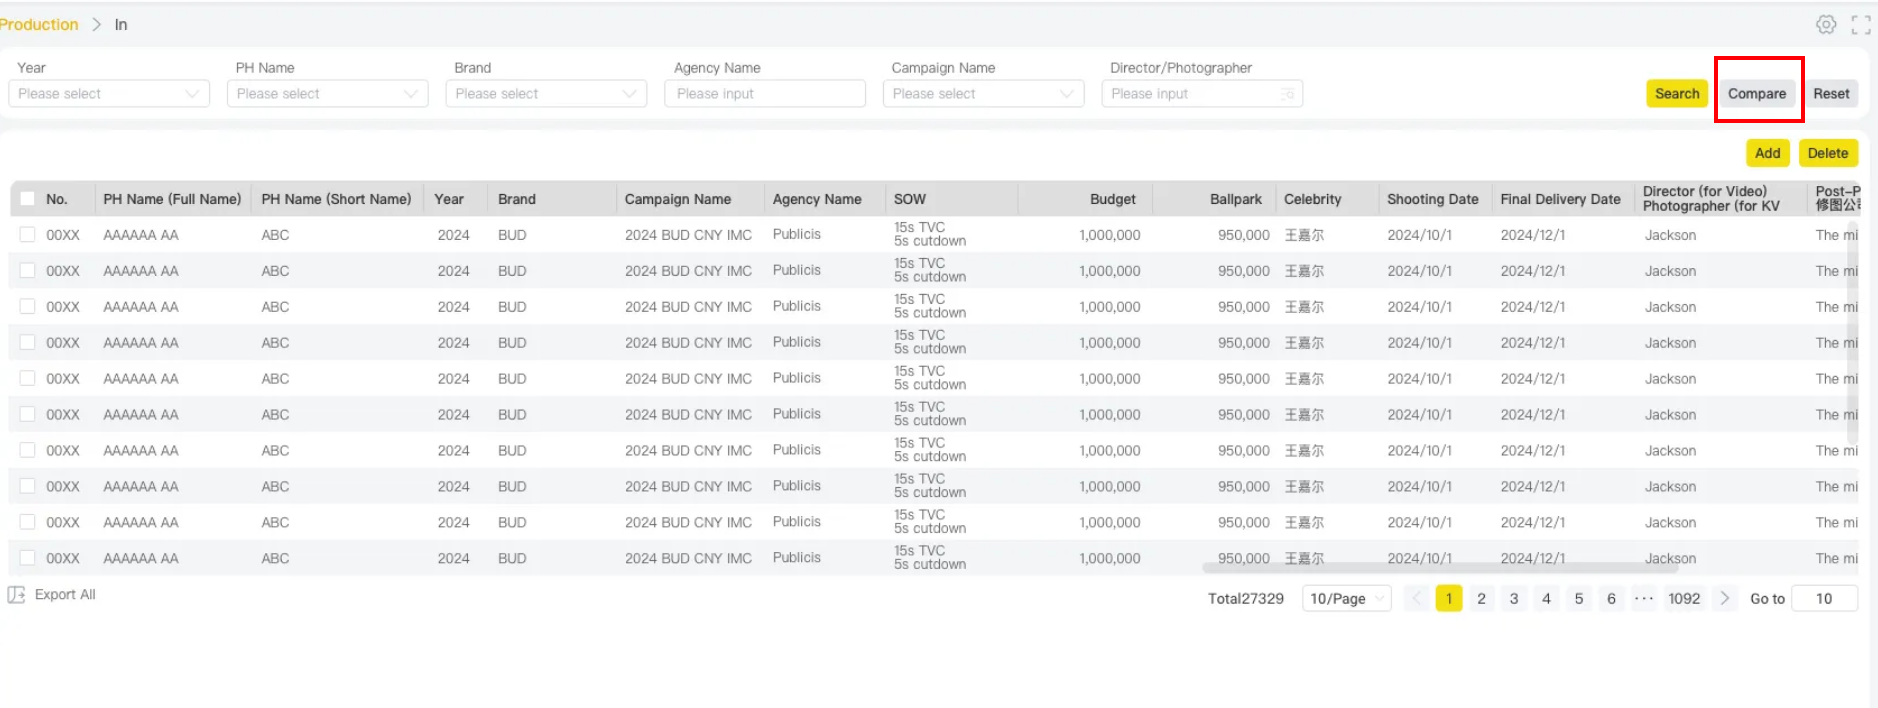 Production > In
Year PH Name Brand Agency Name Campaign Name Director/Photographer
Please select Please select Please select Please input Please select Please input Search Compare Reset
Add Delete
No. PH Name (Full Name) PH Name (Short Name) Year Brand Campaign Name Agency Name SOW Budget Ballpark Celebrity Shooting Date Final Delivery Date Director (for Video) Photographer (for KV Post-P 修图公
00XX AAAAAA AA ABC 2024 BUD 2024 BUD CNY IMC Publicis 15s TVC 5s cutdown 1,000,000 950,000 王嘉尔 2024/10/1 2024/12/1 Jackson The mi
00XX AAAAAA AA ABC 2024 BUD 2024 BUD CNY IMC Publicis 15s TVC 5s cutdown 1,000,000 950,000 王嘉尔 2024/10/1 2024/12/1 Jackson The mi
00XX AAAAAA AA ABC 2024 BUD 2024 BUD CNY IMC Publicis 15s TVC 5s cutdown 1,000,000 950,000 王嘉尔 2024/10/1 2024/12/1 Jackson The mi
00XX AAAAAA AA ABC 2024 BUD 2024 BUD CNY IMC Publicis 15s TVC 5s cutdown 1,000,000 950,000 王嘉尔 2024/10/1 2024/12/1 Jackson The mi
00XX AAAAAA AA ABC 2024 BUD 2024 BUD CNY IMC Publicis 15s TVC 5s cutdown 1,000,000 950,000 王嘉尔 2024/10/1 2024/12/1 Jackson The mi
00XX AAAAAA AA ABC 2024 BUD 2024 BUD CNY IMC Publicis 15s TVC 5s cutdown 1,000,000 950,000 王嘉尔 2024/10/1 2024/12/1 Jackson The mi
00XX AAAAAA AA ABC 2024 BUD 2024 BUD CNY IMC Publicis 15s TVC 5s cutdown 1,000,000 950,000 王嘉尔 2024/10/1 2024/12/1 Jackson The mi
00XX AAAAAA AA ABC 2024 BUD 2024 BUD CNY IMC Publicis 15s TVC 5s cutdown 1,000,000 950,000 王嘉尔 2024/10/1 2024/12/1 Jackson The mi
00XX AAAAAA AA ABC 2024 BUD 2024 BUD CNY IMC Publicis 15s TVC 5s cutdown 1,000,000 950,000 王嘉尔 2024/10/1 2024/12/1 Jackson The mi
00XX AAAAAA AA ABC 2024 BUD 2024 BUD CNY IMC Publicis 15s TVC 5s cutdown 1,000,000 950,000 王嘉尔 2024/10/1 2024/12/1 Jackson The mi
Export All Total27329 10/Page < 1 2 3 4 5 6 ··· 1092 > Go to 10